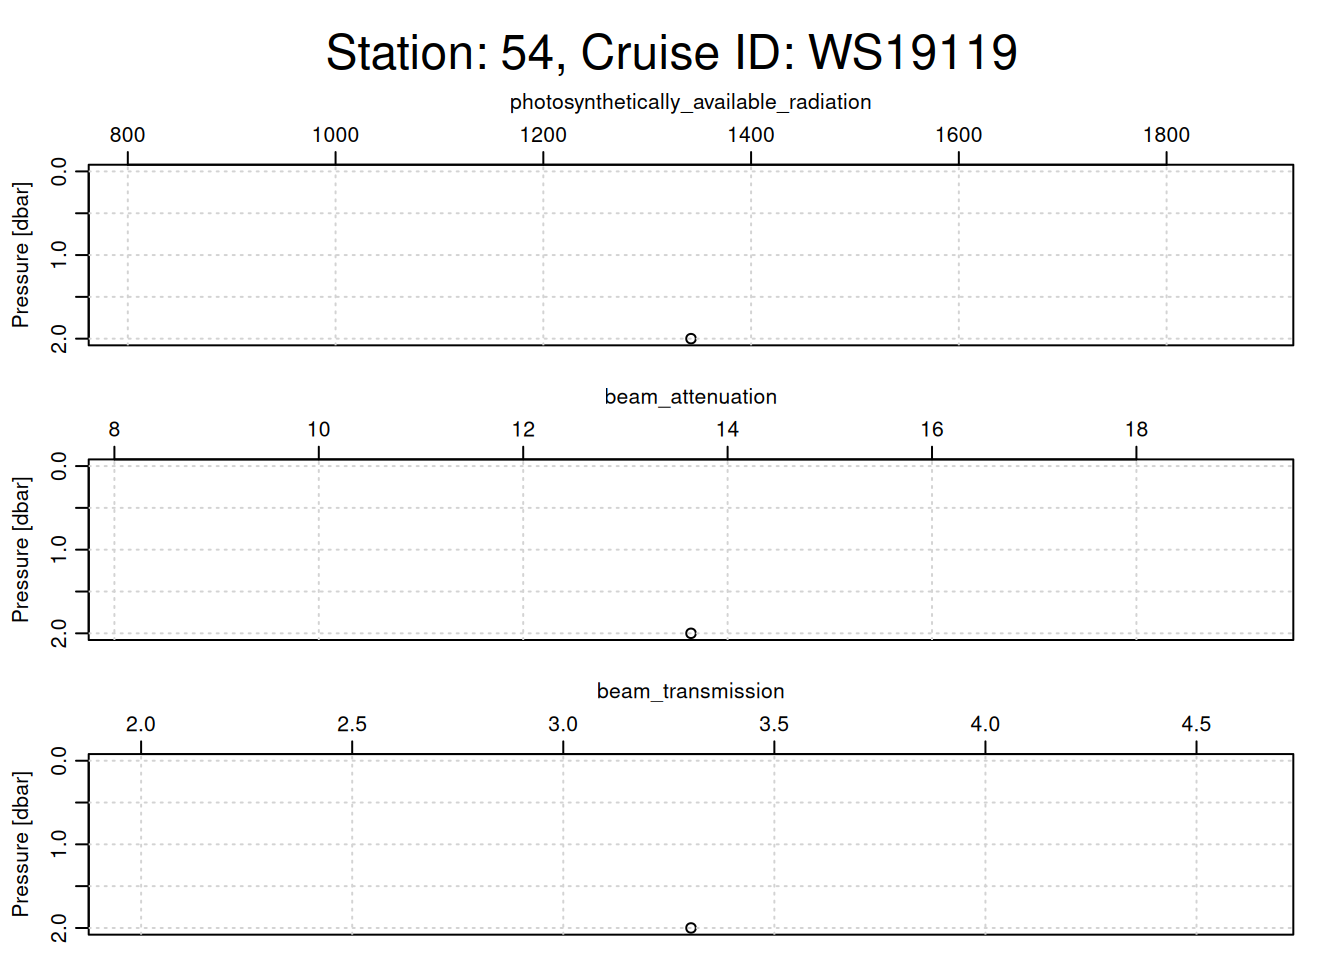 Station: 54, Cruise ID: WS19119
photosynthetically_available_radiation
800 1000 1200 1400 1600 1800
Pressure [dbar]
0.0
1.0
2.0
beam_attenuation
8 10 12 14 16 18
Pressure [dbar]
0.0
1.0
2.0
beam_transmission
2.0 2.5 3.0 3.5 4.0 4.5
Pressure [dbar]
0.0
1.0
2.0